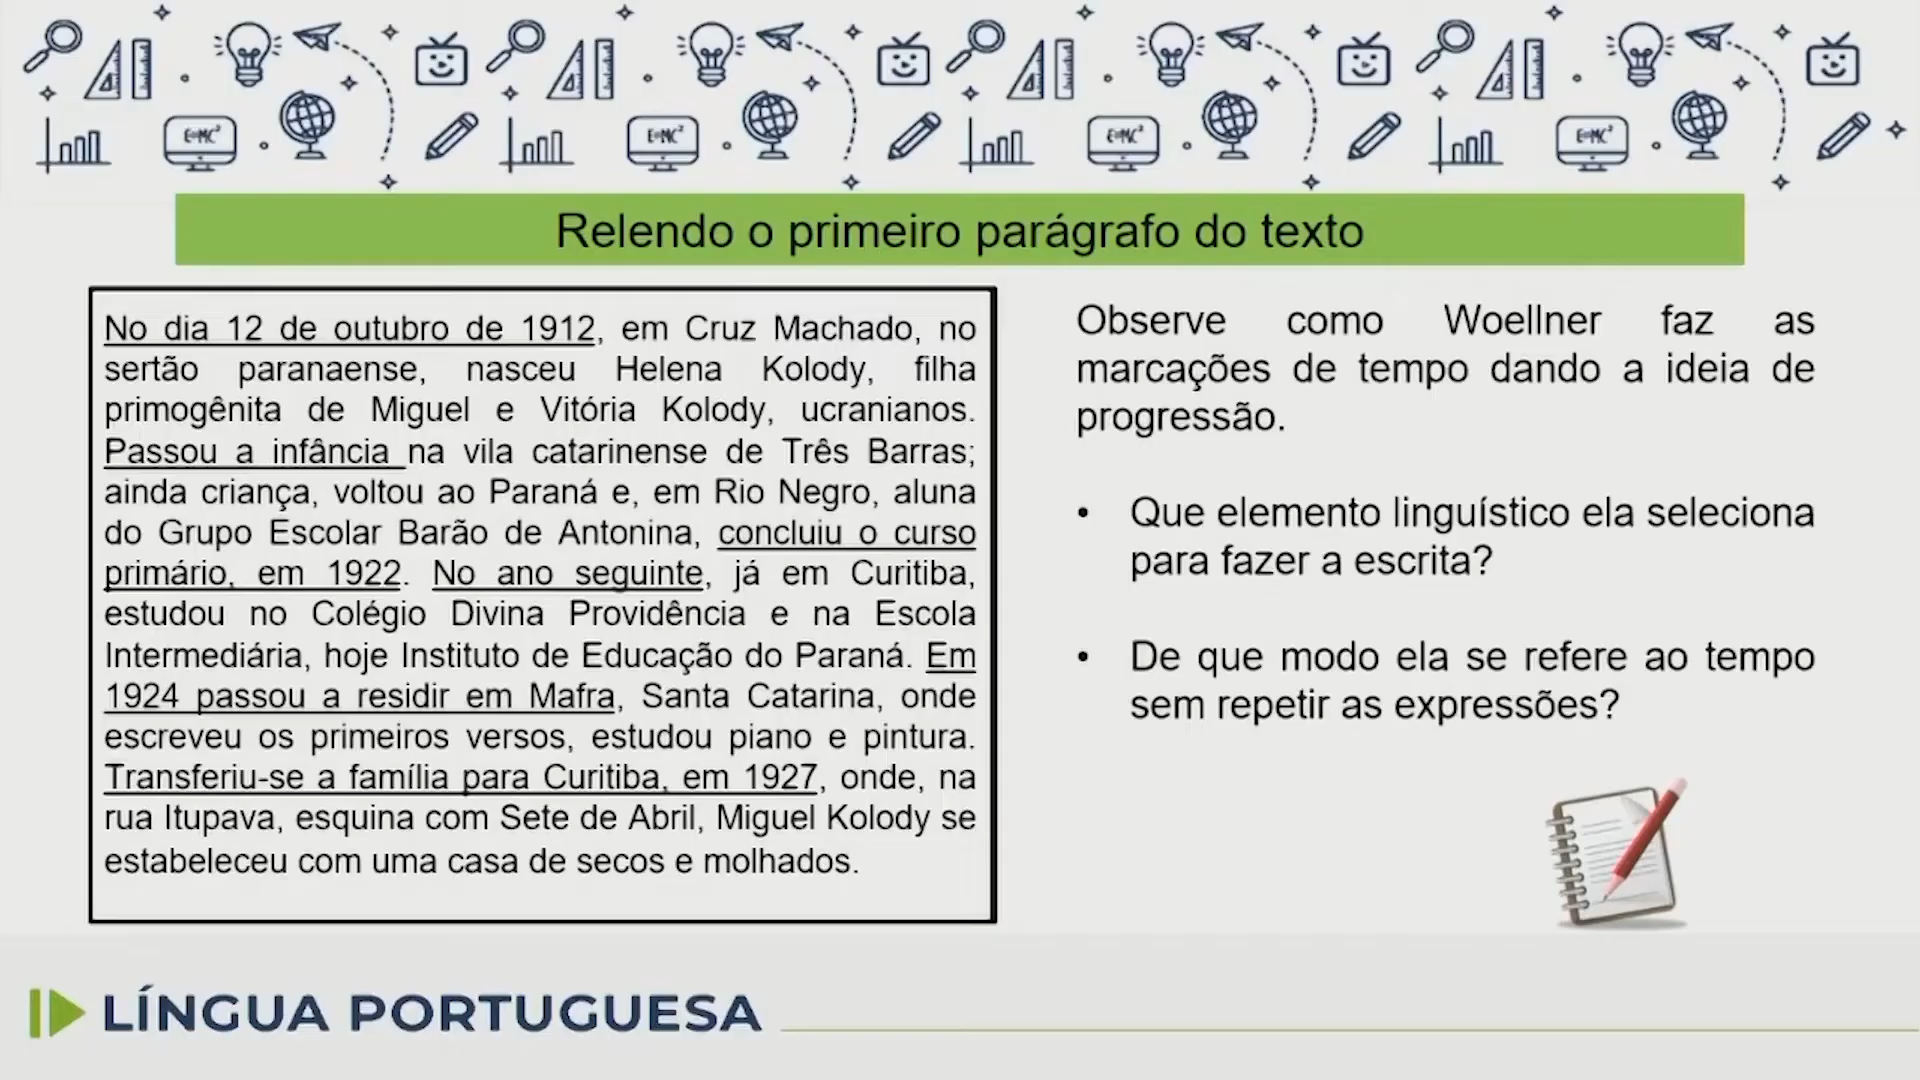 E=MC²
E=MC²
E=MC²
E=MC²
Relendo o primeiro parágrafo do texto
No dia 12 de outubro de 1912, em Cruz Machado, no
sertão paranaense, nasceu Helena Kolody, filha
primogênita de Miguel e Vitória Kolody, ucranianos.
Passou a infância na vila catarinense de Três Barras;
ainda criança, voltou ao Paraná e, em Rio Negro, aluna
do Grupo Escolar Barão de Antonina, concluiu o curso
primário, em 1922. No ano seguinte, já em Curitiba,
estudou no Colégio Divina Providência e na Escola
Intermediária, hoje Instituto de Educação do Paraná. Em
1924 passou a residir em Mafra, Santa Catarina, onde
escreveu os primeiros versos, estudou piano e pintura.
Transferiu-se a família para Curitiba, em 1927, onde, na
rua Itupava, esquina com Sete de Abril, Miguel Kolody se
estabeleceu com uma casa de secos e molhados.
Observe como Woellner faz as
marcações de tempo dando a ideia de
progressão.
• Que elemento linguístico ela seleciona
para fazer a escrita?
• De que modo ela se refere ao tempo
sem repetir as expressões?
LÍNGUA PORTUGUESA